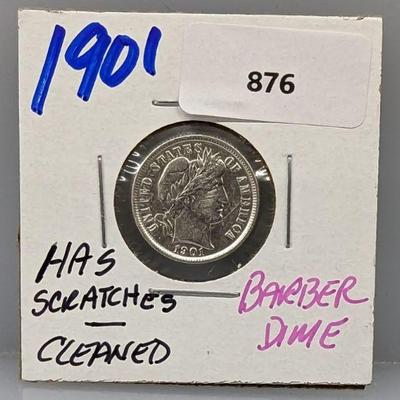 1901
876
UNITED STATES OF AMERICA
1901
HAS
SCRATCHES
—
CLEANED
BARBER
DIME